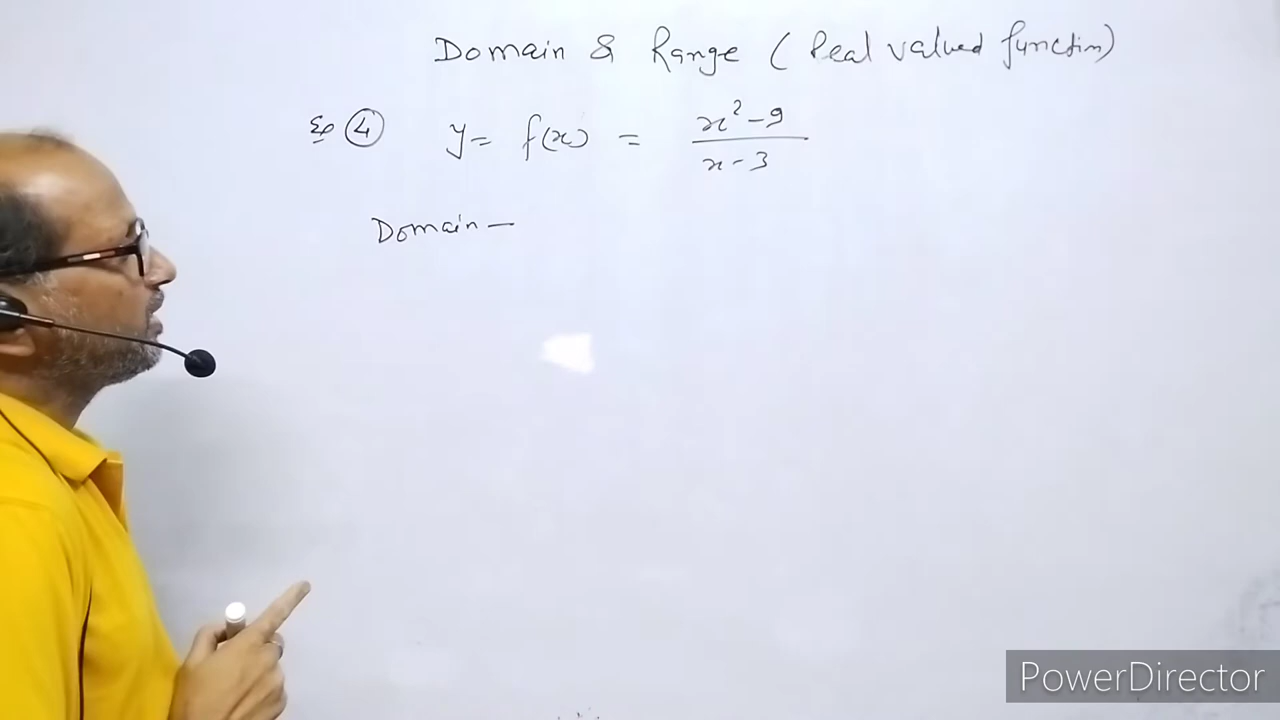 Domain & Range (Real valued function)
Ex ④ y = f(x) = x² - 9 / x - 3
Domain —
PowerDirector